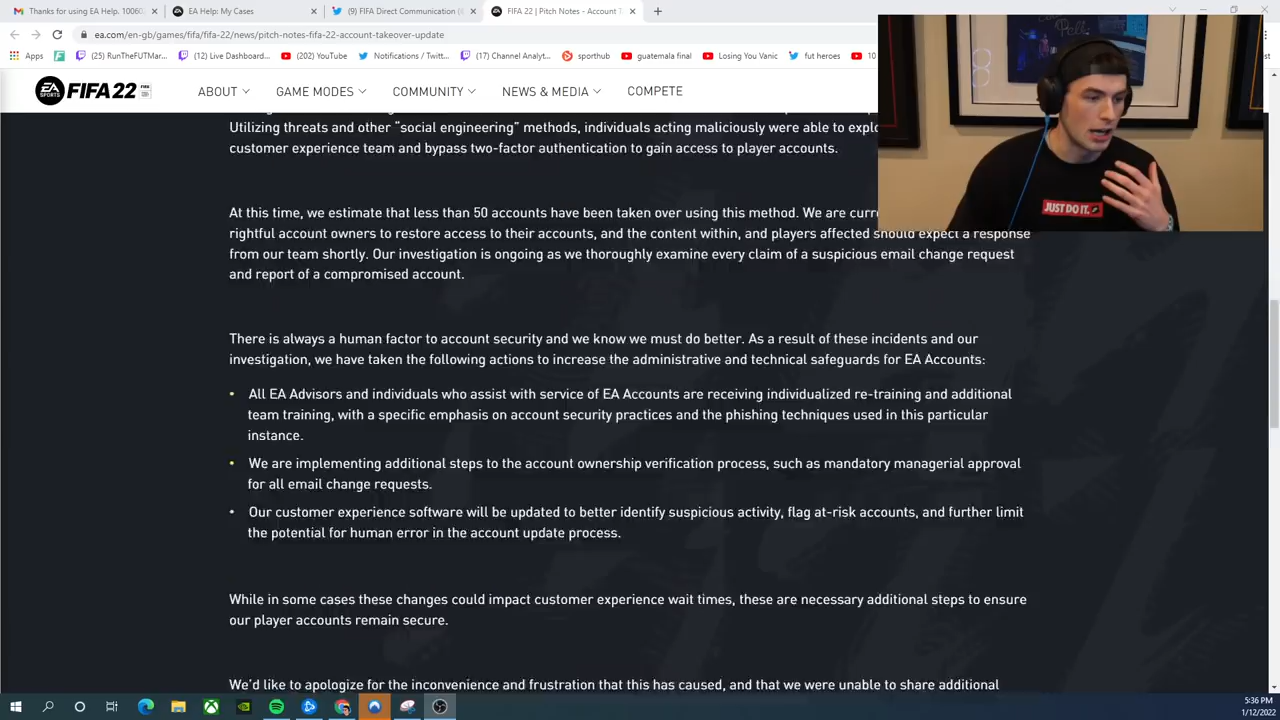 Thanks for using EA Help. 10060
EA Help: My Cases
(9) FIFA Direct Communication (@
FIFA 22 | Pitch Notes - Account T
ea.com/en-gb/games/fifa/fifa-22/news/pitch-notes-fifa-22-account-takeover-update
Apps
(25) RunTheFUTMar...
(12) Live Dashboard...
(202) YouTube
Notifications / Twitt...
(17) Channel Analyt...
sporthub
guatemala final
Losing You Vanic
fut heroes
10
EA SPORTS FIFA 22
ABOUT
GAME MODES
COMMUNITY
NEWS & MEDIA
COMPETE
Utilizing threats and other "social engineering" methods, individuals acting maliciously were able to explo
customer experience team and bypass two-factor authentication to gain access to player accounts.
At this time, we estimate that less than 50 accounts have been taken over using this method. We are curr
rightful account owners to restore access to their accounts, and the content within, and players affected should expect a response
from our team shortly. Our investigation is ongoing as we thoroughly examine every claim of a suspicious email change request
and report of a compromised account.
There is always a human factor to account security and we know we must do better. As a result of these incidents and our
investigation, we have taken the following actions to increase the administrative and technical safeguards for EA Accounts:
• All EA Advisors and individuals who assist with service of EA Accounts are receiving individualized re-training and additional
team training, with a specific emphasis on account security practices and the phishing techniques used in this particular
instance.
• We are implementing additional steps to the account ownership verification process, such as mandatory managerial approval
for all email change requests.
• Our customer experience software will be updated to better identify suspicious activity, flag at-risk accounts, and further limit
the potential for human error in the account update process.
While in some cases these changes could impact customer experience wait times, these are necessary additional steps to ensure
our player accounts remain secure.
We'd like to apologize for the inconvenience and frustration that this has caused, and that we were unable to share additional
JUST DO IT.
5:36 PM
1/12/2022